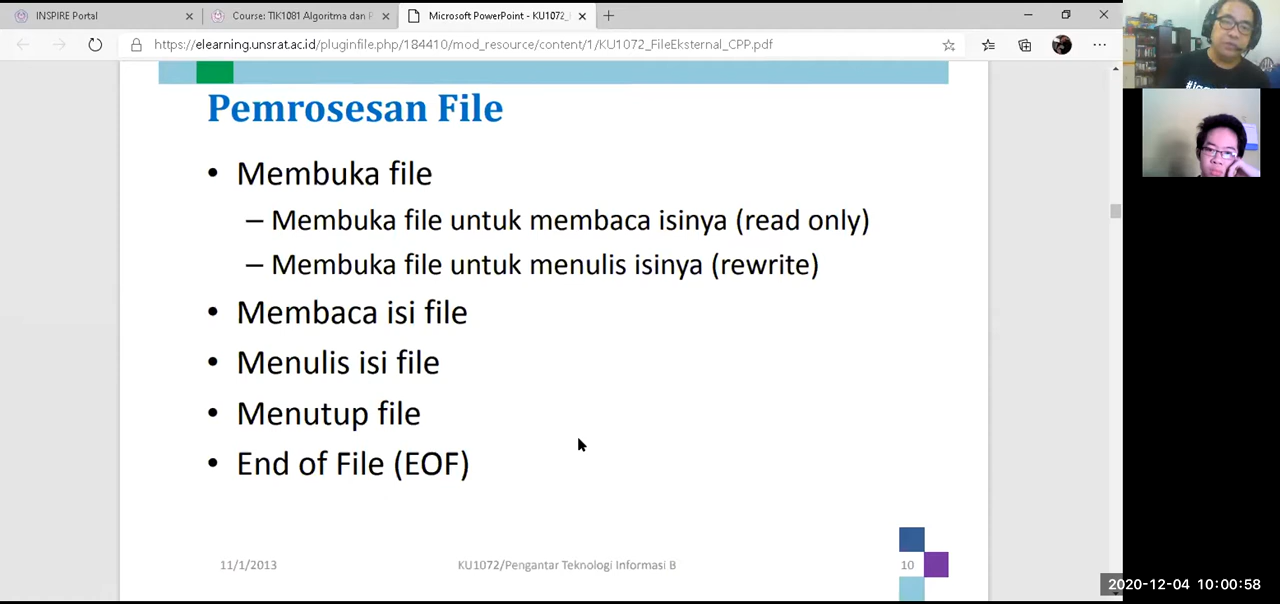 INSPIRE Portal
Course: TIK1081 Algoritma dan P
Microsoft PowerPoint - KU1072_
https://elearning.unsrat.ac.id/pluginfile.php/184410/mod_resource/content/1/KU1072_FileEksternal_CPP.pdf
Pemrosesan File
• Membuka file
– Membuka file untuk membaca isinya (read only)
– Membuka file untuk menulis isinya (rewrite)
• Membaca isi file
• Menulis isi file
• Menutup file
• End of File (EOF)
11/1/2013
KU1072/Pengantar Teknologi Informasi B
10
2020-12-04 10:00:58